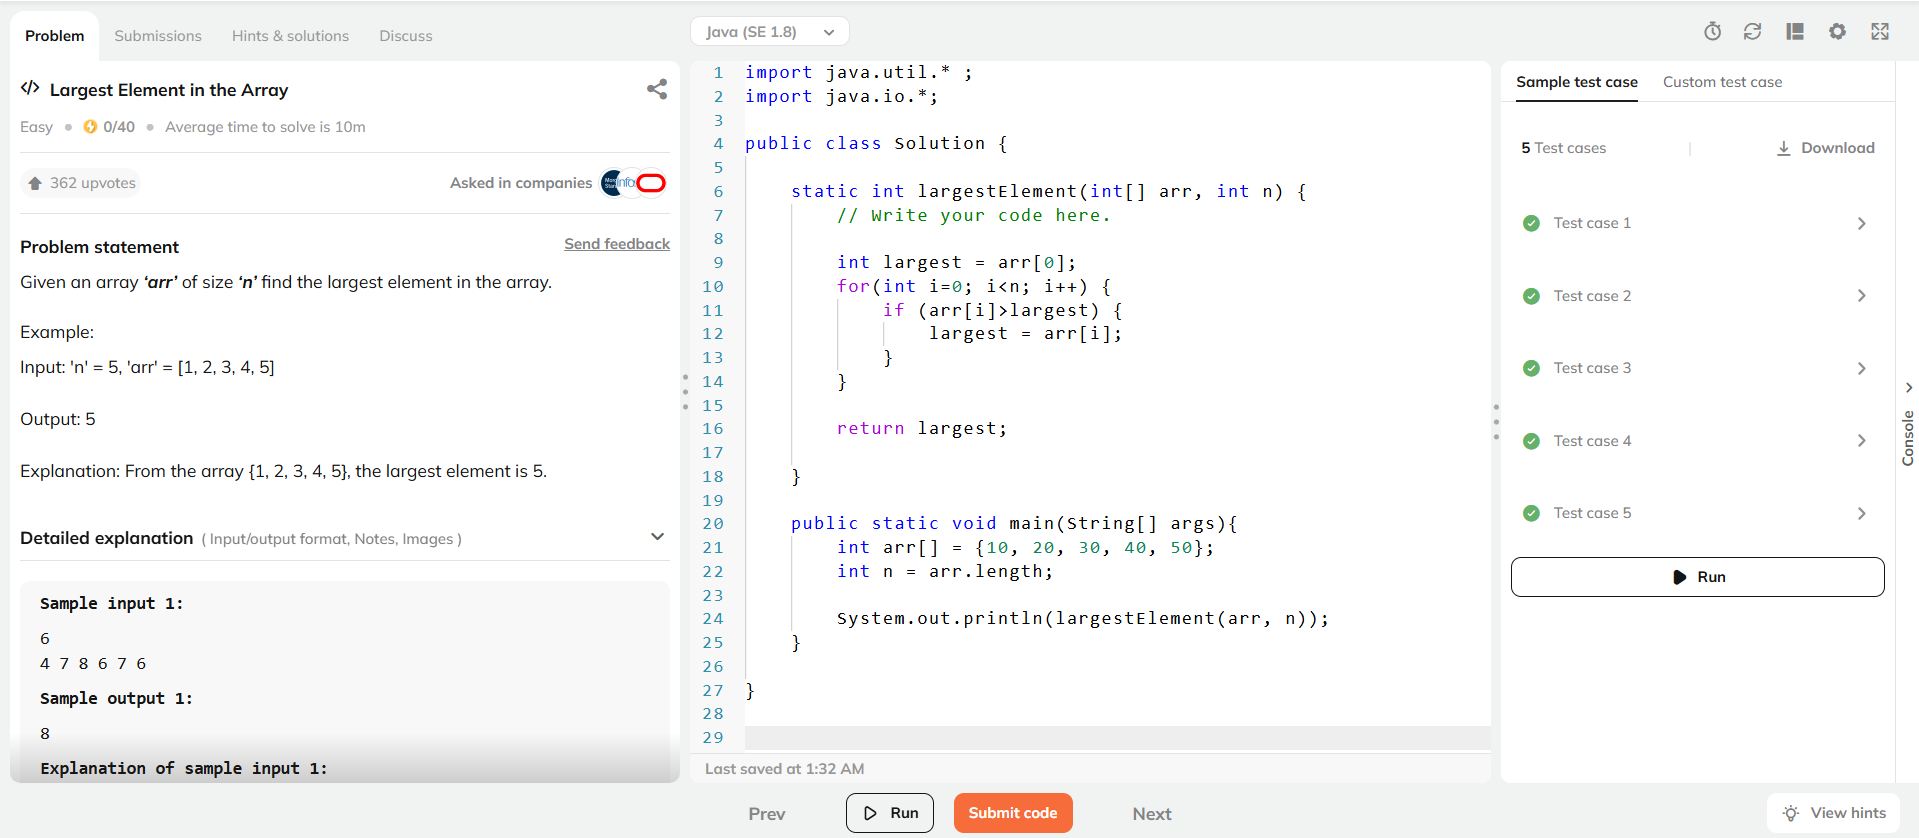 Problem
Submissions
Hints & solutions
Discuss
Java (SE 1.8)
</> Largest Element in the Array
Easy • 0/40 • Average time to solve is 10m
362 upvotes
Asked in companies
Problem statement
Send feedback
Given an array ‘arr’ of size ‘n’ find the largest element in the array.
Example:
Input: 'n' = 5, 'arr' = [1, 2, 3, 4, 5]
Output: 5
Explanation: From the array {1, 2, 3, 4, 5}, the largest element is 5.
Detailed explanation ( Input/output format, Notes, Images )
Sample input 1:
6
4 7 8 6 7 6
Sample output 1:
8
Explanation of sample input 1:
1 import java.util.* ;
2 import java.io.*;
3
4 public class Solution {
5
6     static int largestElement(int[] arr, int n) {
7         // Write your code here.
8
9         int largest = arr[0];
10         for(int i=0; i<n; i++) {
11             if (arr[i]>largest) {
12                 largest = arr[i];
13             }
14         }
15
16         return largest;
17
18     }
19
20     public static void main(String[] args){
21         int arr[] = {10, 20, 30, 40, 50};
22         int n = arr.length;
23
24         System.out.println(largestElement(arr, n));
25     }
26
27 }
28
29
Last saved at 1:32 AM
Sample test case
Custom test case
5 Test cases
Download
Test case 1
Test case 2
Test case 3
Test case 4
Test case 5
Run
Console
Prev
Run
Submit code
Next
View hints